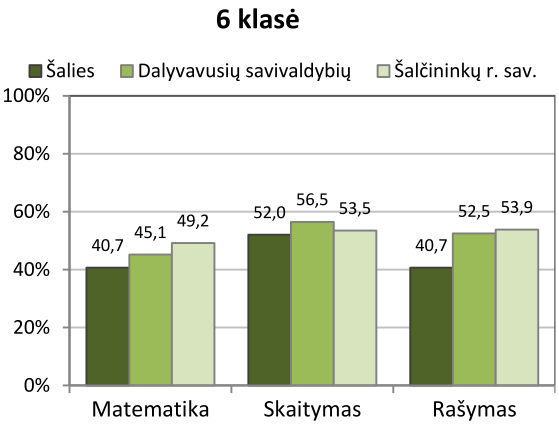 6 klasė
Šalies Dalyvavusių savivaldybių Šalčininkų r. sav.
100%
80%
60%
40%
20%
0%
40,7 45,1 49,2
52,0 56,5 53,5
40,7 52,5 53,9
Matematika Skaitymas Rašymas